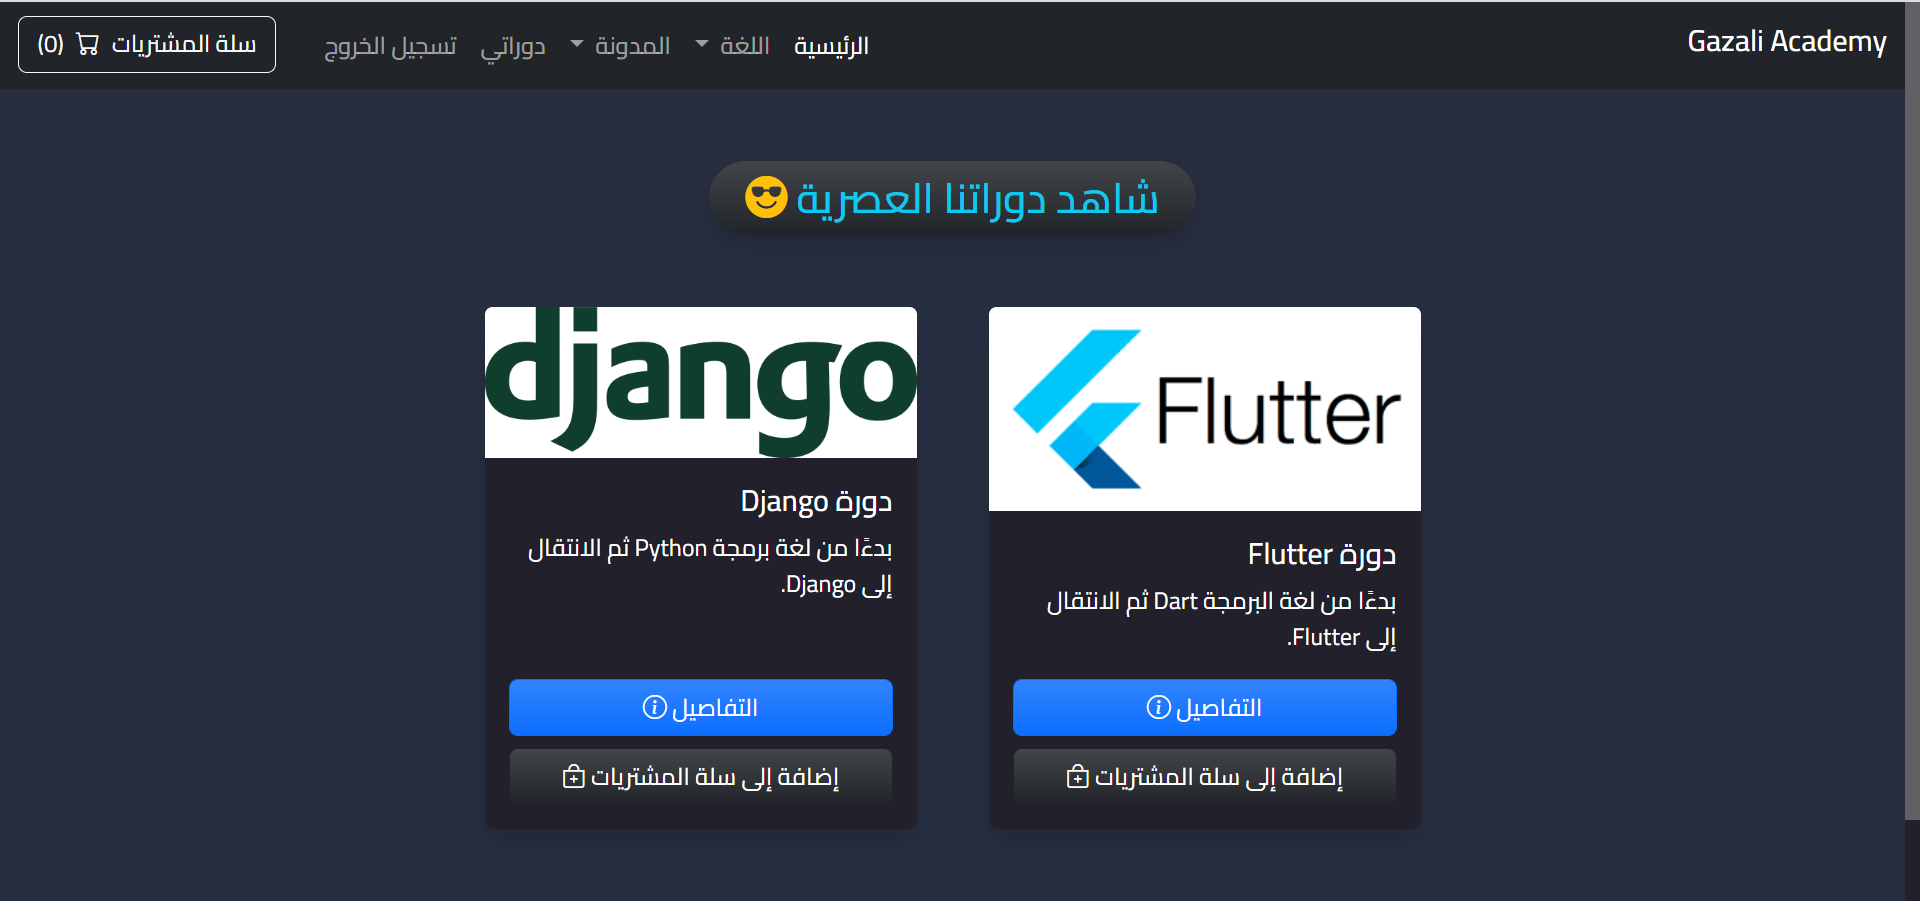 Gazali Academy
الرئيسية
اللغة
المدونة
دوراتي
تسجيل الخروج
سلة المشتريات (0)
شاهد دوراتنا العصرية
Flutter
دورة Flutter
بدءًا من لغة البرمجة Dart ثم الانتقال
إلى Flutter.
التفاصيل
إضافة إلى سلة المشتريات
django
دورة Django
بدءًا من لغة برمجة Python ثم الانتقال
إلى Django.
التفاصيل
إضافة إلى سلة المشتريات